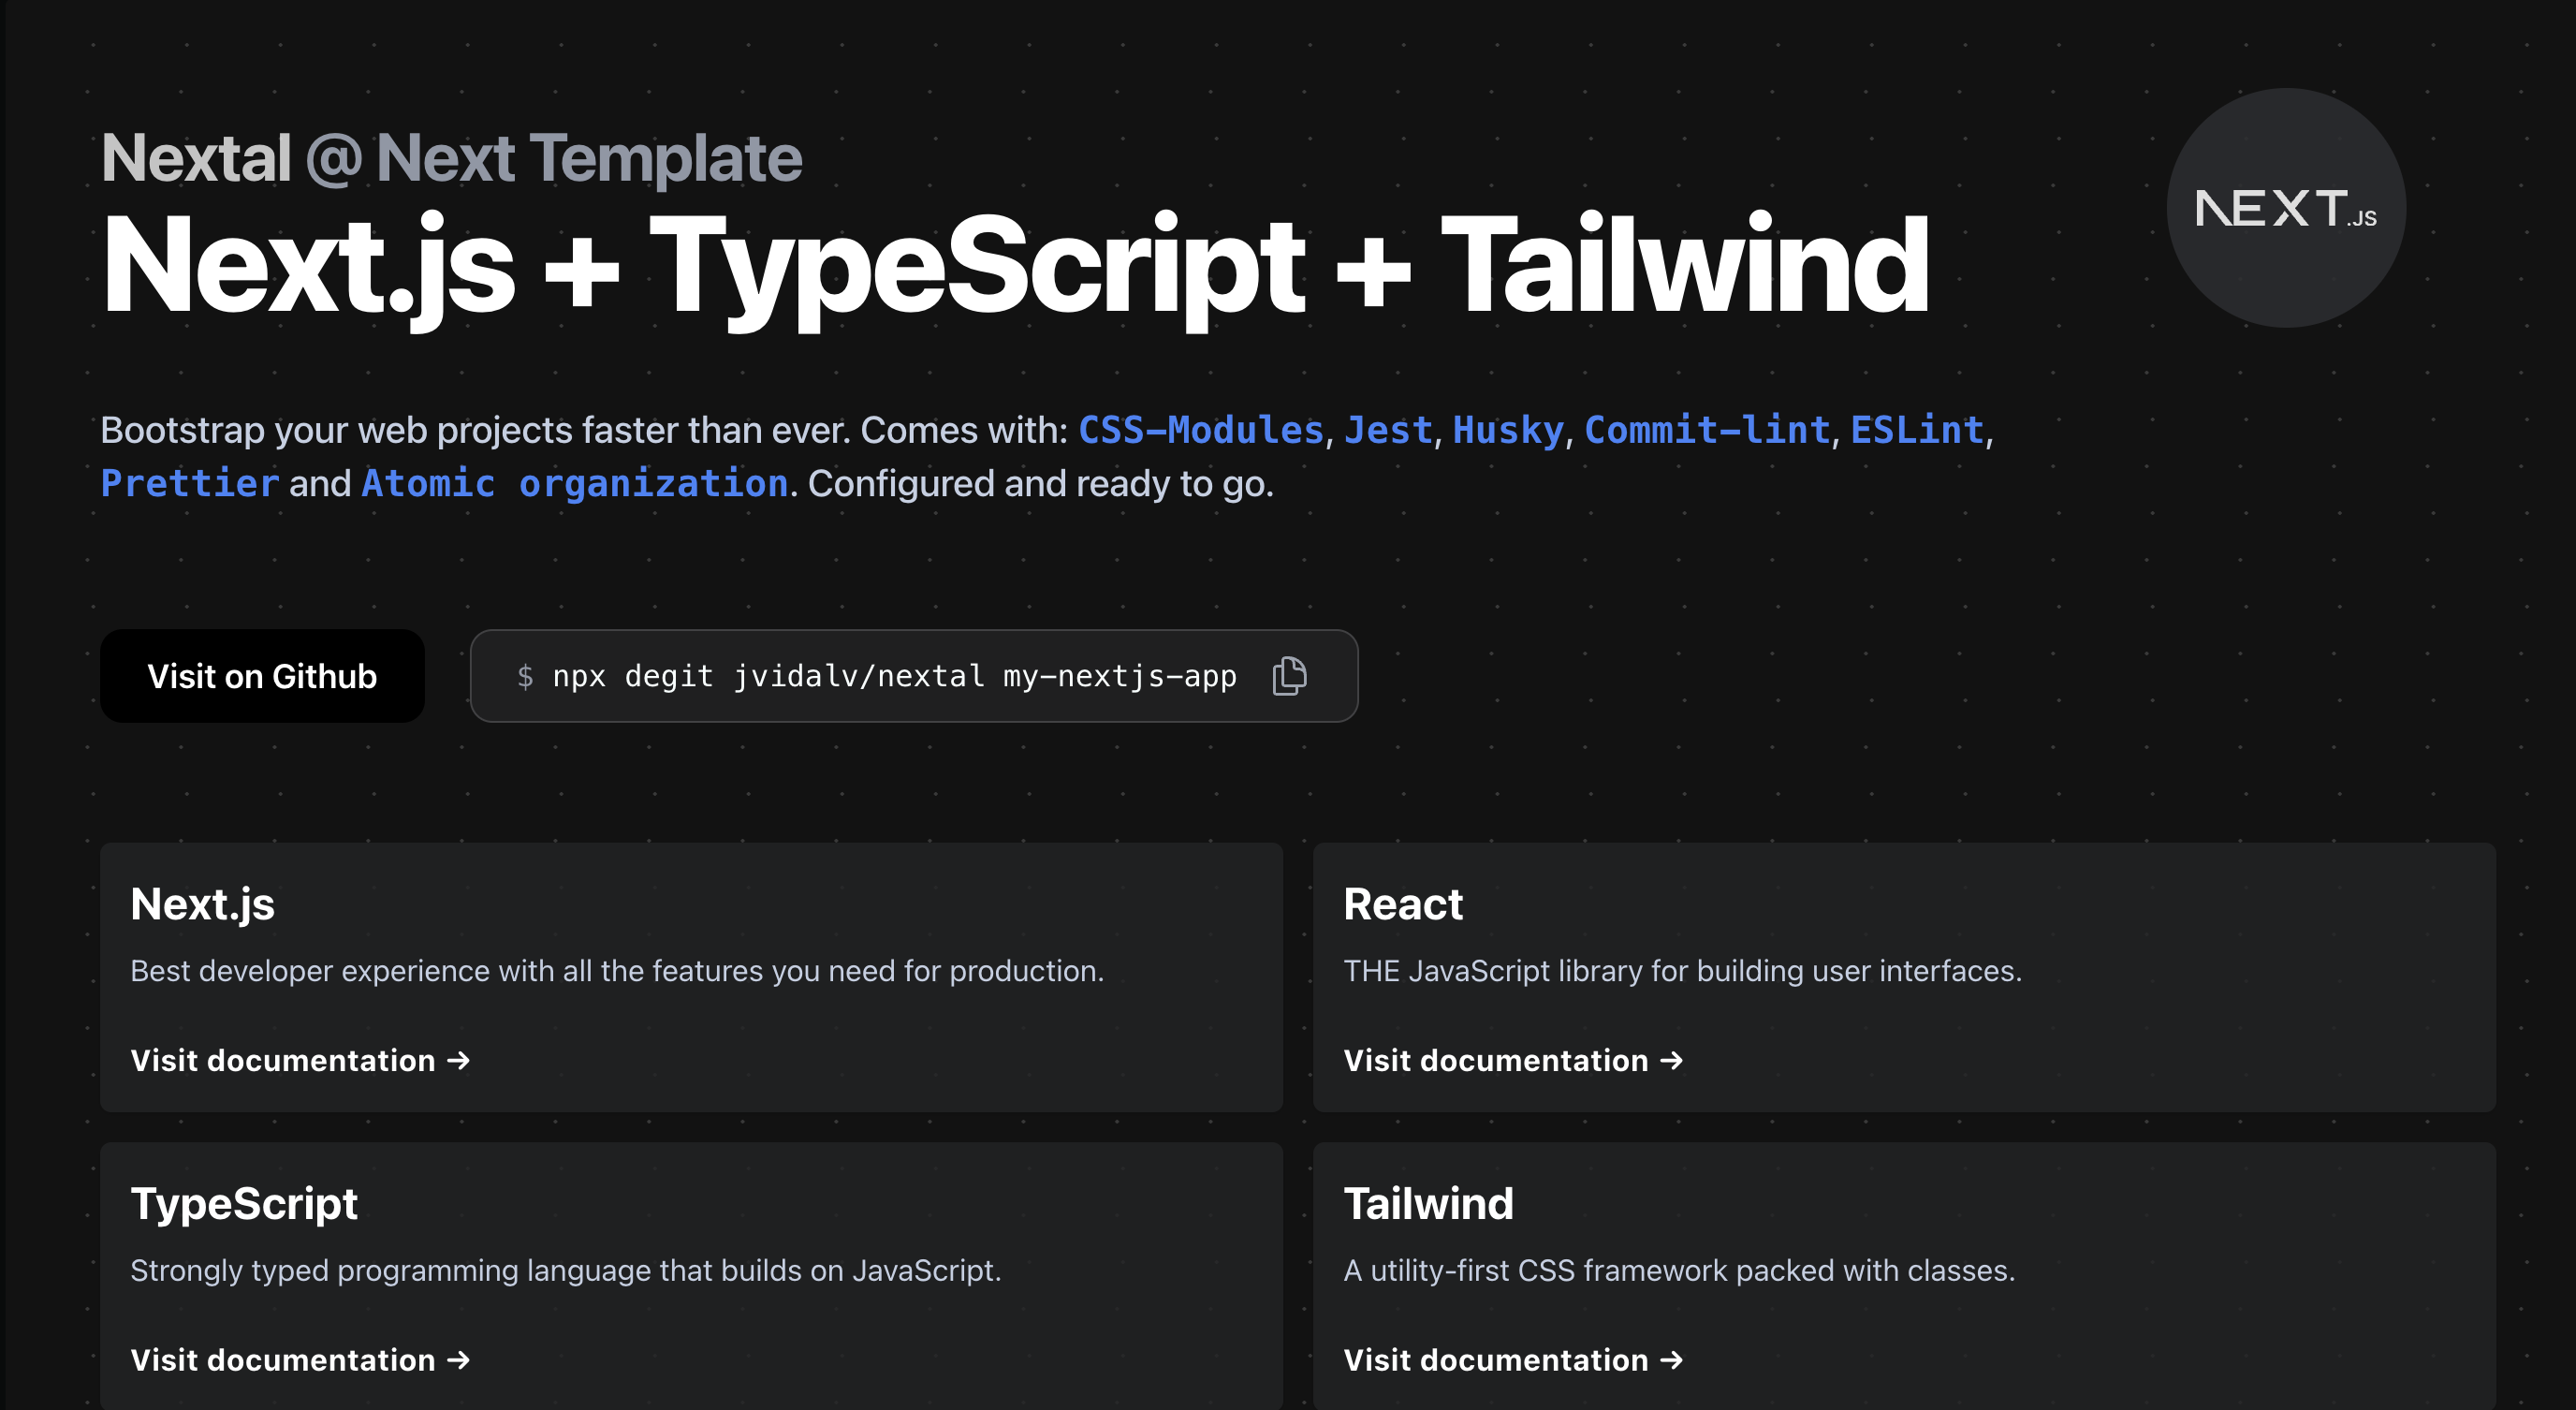 Nextal @ Next Template
Next.js + TypeScript + Tailwind
NEXT.JS
Bootstrap your web projects faster than ever. Comes with: CSS-Modules, Jest, Husky, Commit-lint, ESLint,
Prettier and Atomic organization. Configured and ready to go.
Visit on Github
$ npx degit jvidalv/nextal my-nextjs-app
Next.js
Best developer experience with all the features you need for production.
Visit documentation →
React
THE JavaScript library for building user interfaces.
Visit documentation →
TypeScript
Strongly typed programming language that builds on JavaScript.
Visit documentation →
Tailwind
A utility-first CSS framework packed with classes.
Visit documentation →